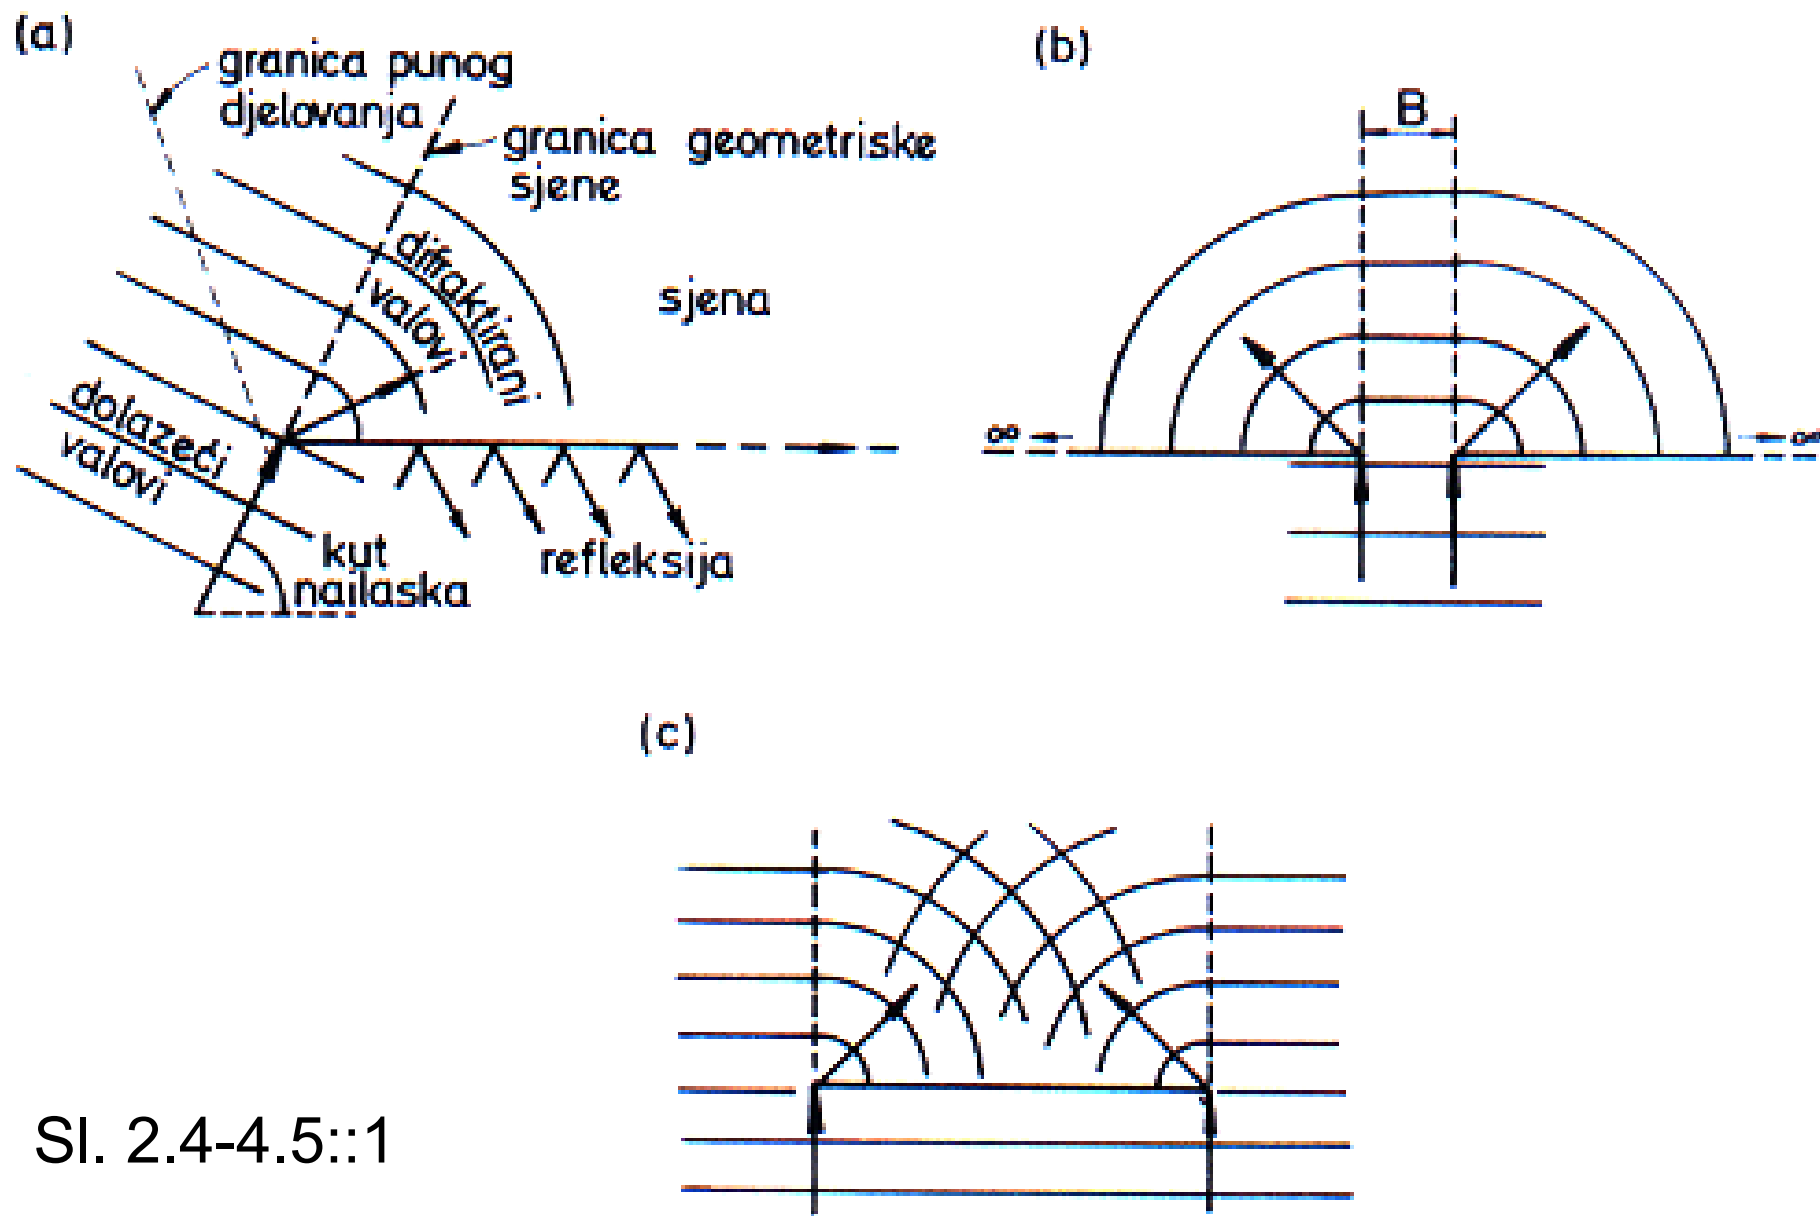 (a)
granica punog
djelovanja
granica geometriske
sjene
difraktirani
valovi
sjena
dolazeći
valovi
kut
nailaska
refleksija
(b)
B
∞
∞
(c)
Sl. 2.4-4.5::1